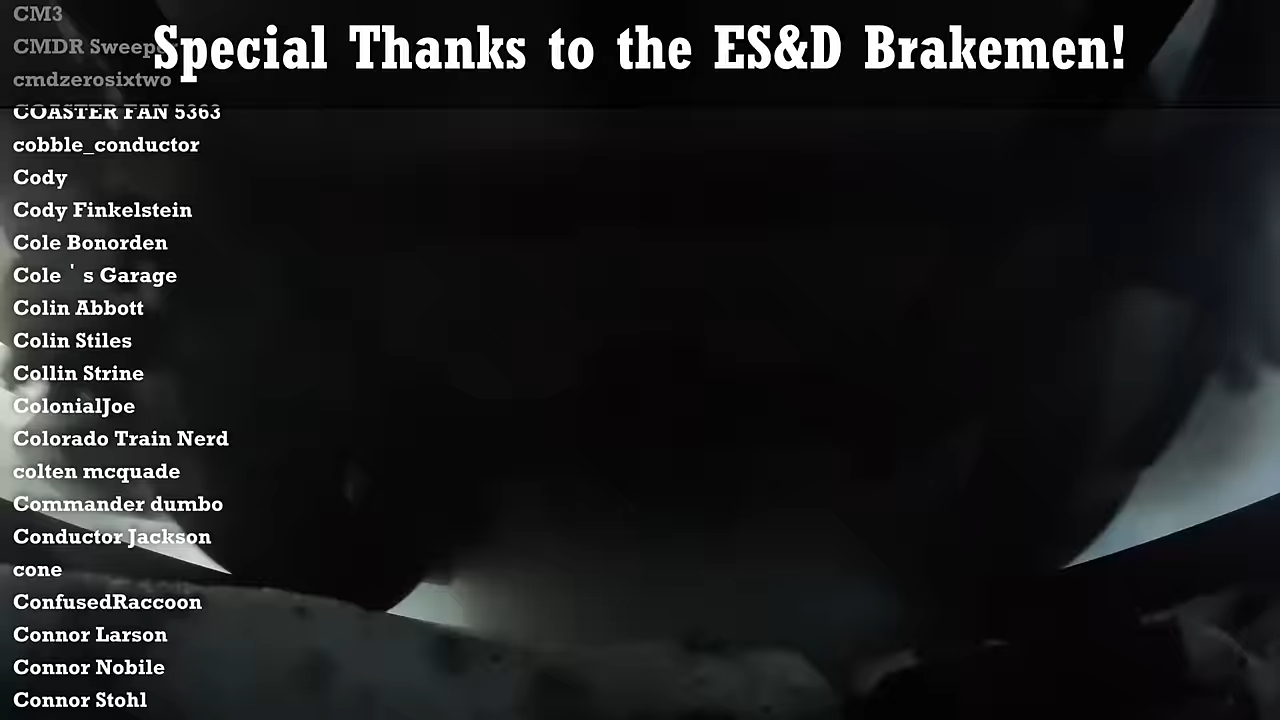 Special Thanks to the ES&D Brakemen!
CM3
CMDR Sweeps
cmdzerosixtwo
COASTER FAN 5363
cobble_conductor
Cody
Cody Finkelstein
Cole Bonorden
Cole ' s Garage
Colin Abbott
Colin Stiles
Collin Strine
ColonialJoe
Colorado Train Nerd
colten mcquade
Commander dumbo
Conductor Jackson
cone
ConfusedRaccoon
Connor Larson
Connor Nobile
Connor Stohl